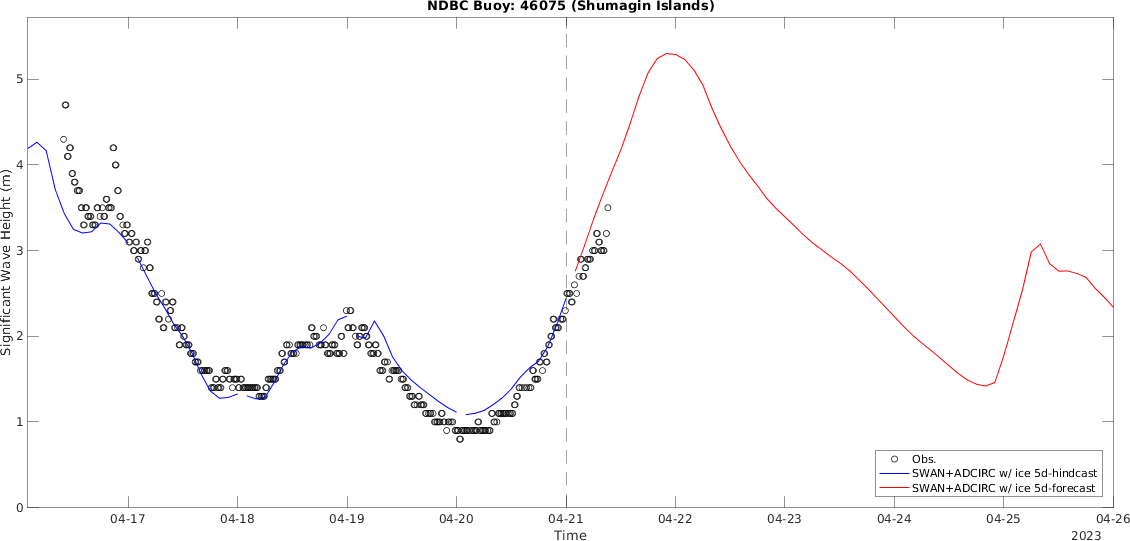 NDBC Buoy: 46075 (Shumagin Islands)
Significant Wave Height (m)
5
4
3
2
1
0
Obs.
SWAN+ADCIRC w/ ice 5d-hindcast
SWAN+ADCIRC w/ ice 5d-forecast
04-17 04-18 04-19 04-20 04-21 04-22 04-23 04-24 04-25 04-26
Time
2023